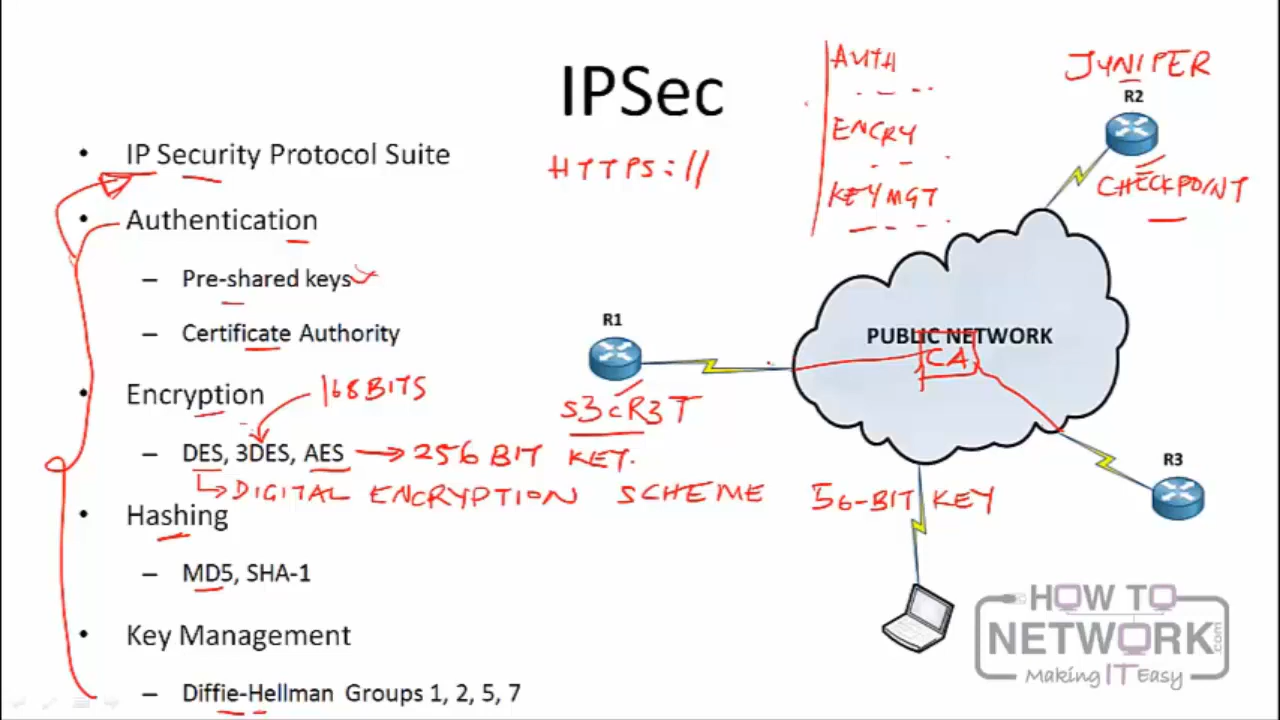 IPSec
AUTH
ENCRY
KEYMGT
JUNIPER
R2
CHECKPOINT
• IP Security Protocol Suite
HTTPS://
• Authentication
– Pre-shared keys
– Certificate Authority
• Encryption
168BITS
– DES, 3DES, AES → 256 BIT KEY.
DIGITAL ENCRYPTION SCHEME 56-BIT KEY
• Hashing
– MD5, SHA-1
• Key Management
– Diffie-Hellman Groups 1, 2, 5, 7
R1
S3CR3T
PUBLIC NETWORK
CA
R3
HOW TO
NETWORK.com
Making IT Easy